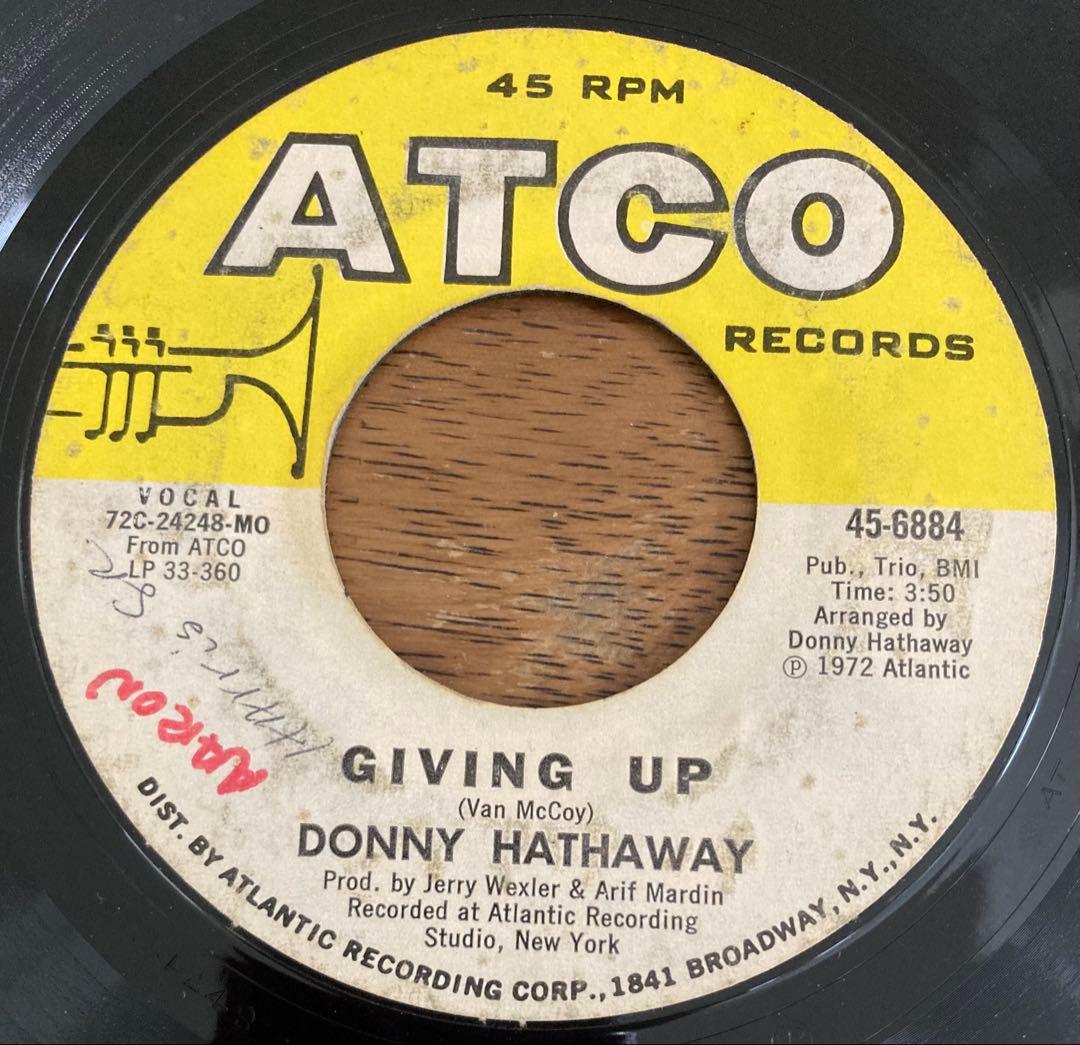 45 RPM
ATCO
RECORDS
VOCAL
72C-24248-MO
From ATCO
LP 33-360
45-6884
Pub., Trio, BMI
Time: 3:50
Arranged by
Donny Hathaway
℗ 1972 Atlantic
AARON
GIVING UP
(Van McCoy)
DONNY HATHAWAY
Prod. by Jerry Wexler & Arif Mardin
Recorded at Atlantic Recording
Studio, New York
DIST. BY ATLANTIC RECORDING CORP., 1841 BROADWAY, N.Y., N.Y.